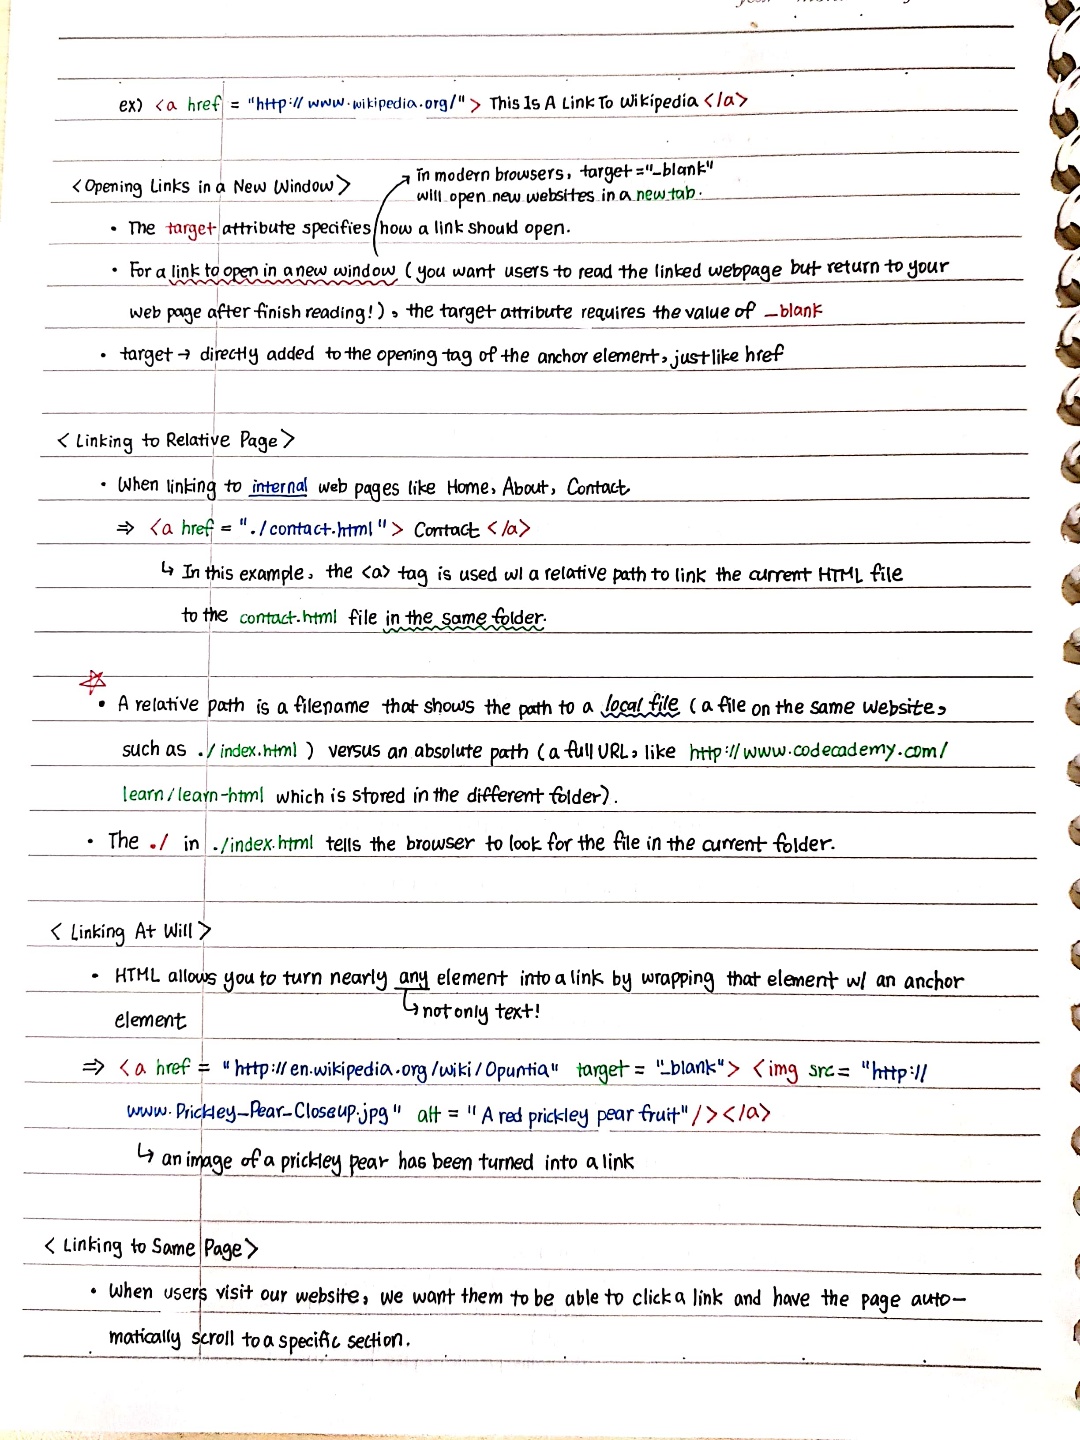 ex) <a href = "http://www.wikipedia.org/"> This Is A Link To Wikipedia </a>
<Opening Links in a New Window>
in modern browsers, target="_blank"
will open new websites in a new tab.
• The target attribute specifies how a link should open.
• For a link to open in a new window (you want users to read the linked webpage but return to your
web page after finish reading!), the target attribute requires the value of _blank
• target → directly added to the opening tag of the anchor element, just like href
<Linking to Relative Page>
• When linking to internal web pages like Home, About, Contact
⇒ <a href = "./contact.html"> Contact </a>
↳ In this example, the <a> tag is used w/ a relative path to link the current HTML file
to the contact.html file in the same folder.
☆
• A relative path is a filename that shows the path to a local file (a file on the same website,
such as ./index.html) versus an absolute path (a full URL, like http://www.codecademy.com/
learn/learn-html which is stored in the different folder).
• The ./ in ./index.html tells the browser to look for the file in the current folder.
<Linking At Will>
• HTML allows you to turn nearly any element into a link by wrapping that element w/ an anchor
↳ not only text!
element
⇒ <a href = "http://en.wikipedia.org/wiki/Opuntia" target = "_blank"> <img src= "http://
www.Prickley_Pear_Closeup.jpg" alt = "A red prickley pear fruit"/></a>
↳ an image of a prickley pear has been turned into a link
<Linking to Same Page>
• When users visit our website, we want them to be able to click a link and have the page auto-
matically scroll to a specific section.